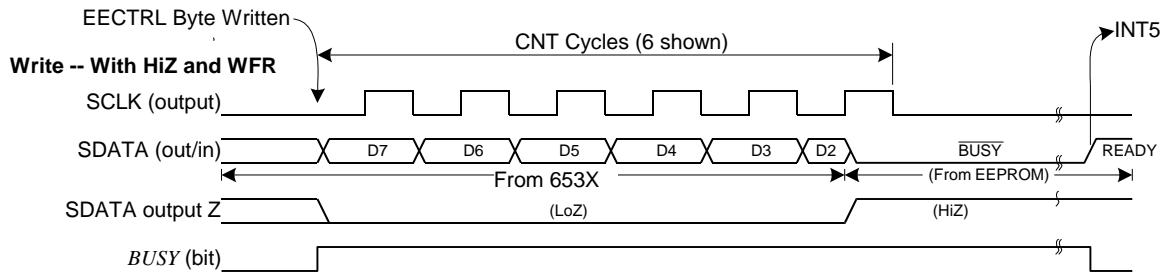 EECTRL Byte Written
INT5
CNT Cycles (6 shown)
Write -- With HiZ and WFR
SCLK (output)
SDATA (out/in) D7 D6 D5 D4 D3 D2 BUSY READY
From 653X (From EEPROM)
SDATA output Z (LoZ) (HiZ)
BUSY (bit)